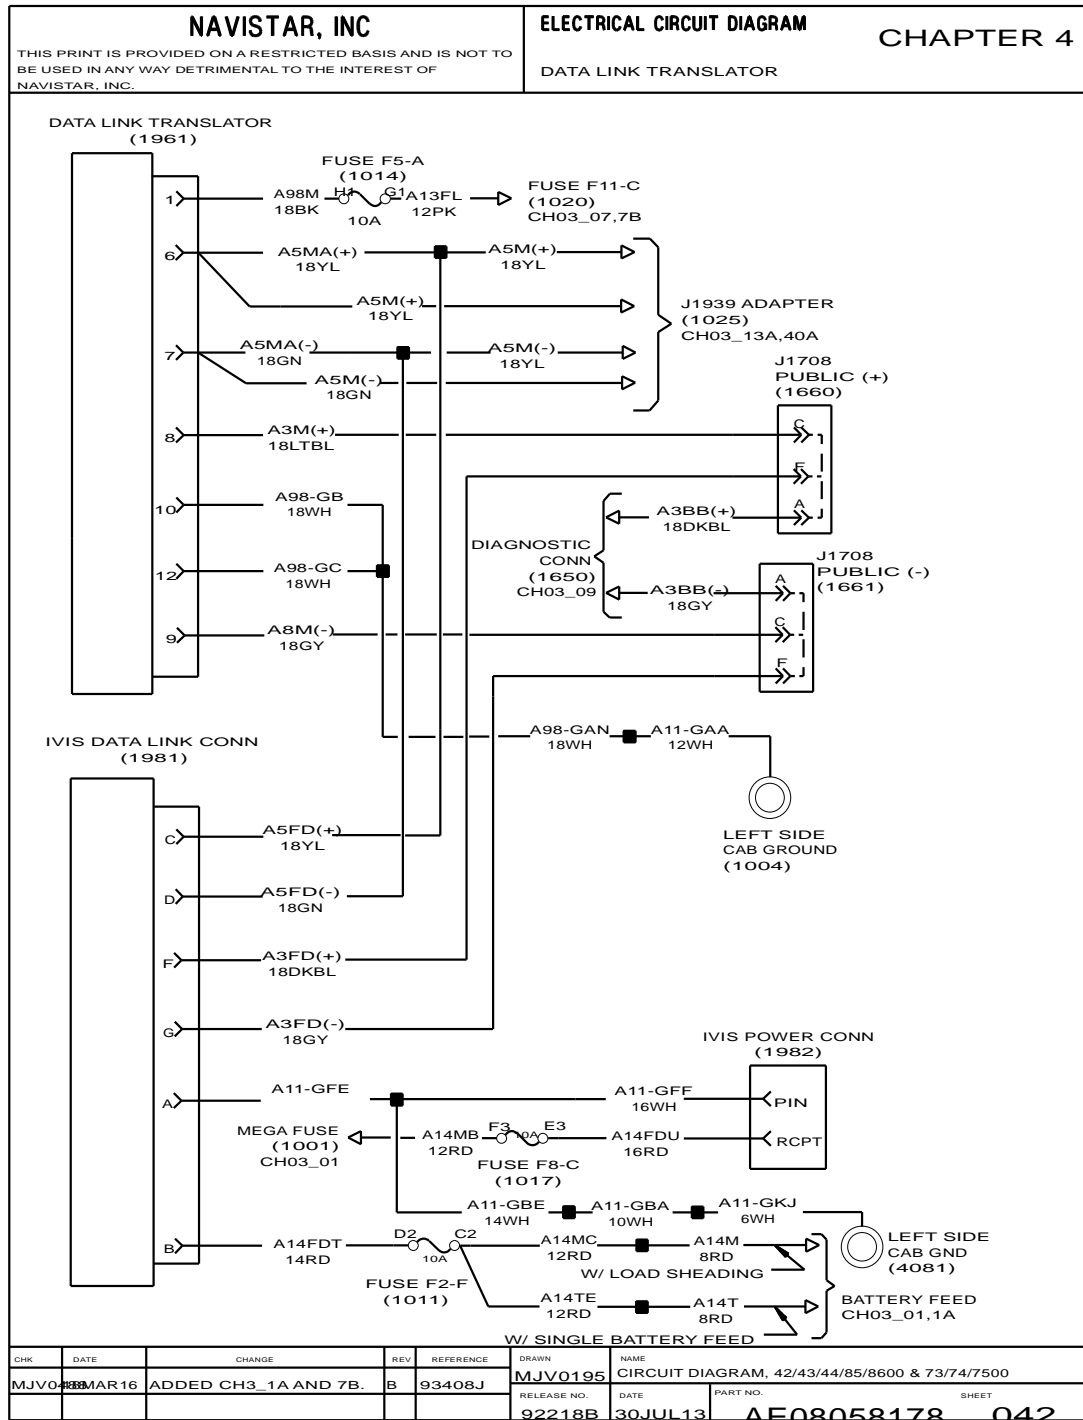 NAVISTAR, INC
THIS PRINT IS PROVIDED ON A RESTRICTED BASIS AND IS NOT TO
BE USED IN ANY WAY DETRIMENTAL TO THE INTEREST OF
NAVISTAR, INC.
ELECTRICAL CIRCUIT DIAGRAM
DATA LINK TRANSLATOR
CHAPTER 4
DATA LINK TRANSLATOR
(1961)
FUSE F5-A
(1014)
1
A98M
18BK
H1
G1
10A
A13FL
12PK
FUSE F11-C
(1020)
CH03_07,7B
6
A5MA(+)
18YL
A5M(+)
18YL
A5M(+)
18YL
J1939 ADAPTER
(1025)
CH03_13A,40A
7
A5MA(-)
18GN
A5M(-)
18YL
A5M(-)
18GN
J1708
PUBLIC (+)
(1660)
C
F
A
8
A3M(+)
18LTBL
10
A98-GB
18WH
A3BB(+)
18DKBL
DIAGNOSTIC
CONN
(1650)
CH03_09
J1708
PUBLIC (-)
(1661)
A
C
F
12
A98-GC
18WH
A3BB(-)
18GY
9
A8M(-)
18GY
A98-GAN
18WH
A11-GAA
12WH
LEFT SIDE
CAB GROUND
(1004)
IVIS DATA LINK CONN
(1981)
C
A5FD(+)
18YL
D
A5FD(-)
18GN
F
A3FD(+)
18DKBL
G
A3FD(-)
18GY
IVIS POWER CONN
(1982)
A
A11-GFE
A11-GFF
16WH
PIN
MEGA FUSE
(1001)
CH03_01
A14MB
12RD
F3
10A
E3
A14FDU
16RD
RCPT
FUSE F8-C
(1017)
A11-GBE
14WH
A11-GBA
10WH
A11-GKJ
6WH
LEFT SIDE
CAB GND
(4081)
B
A14FDT
14RD
D2
C2
10A
A14MC
12RD
A14M
8RD
W/ LOAD SHEADING
FUSE F2-F
(1011)
A14TE
12RD
A14T
8RD
BATTERY FEED
CH03_01,1A
W/ SINGLE BATTERY FEED
CHK DATE CHANGE REV REFERENCE DRAWN NAME
18MAR16 ADDED CH3_1A AND 7B. B 93408J MJV0195 CIRCUIT DIAGRAM, 42/43/44/85/8600 & 73/74/7500
RELEASE NO. DATE PART NO. SHEET
92218B 30JUL13 AE08058178 042